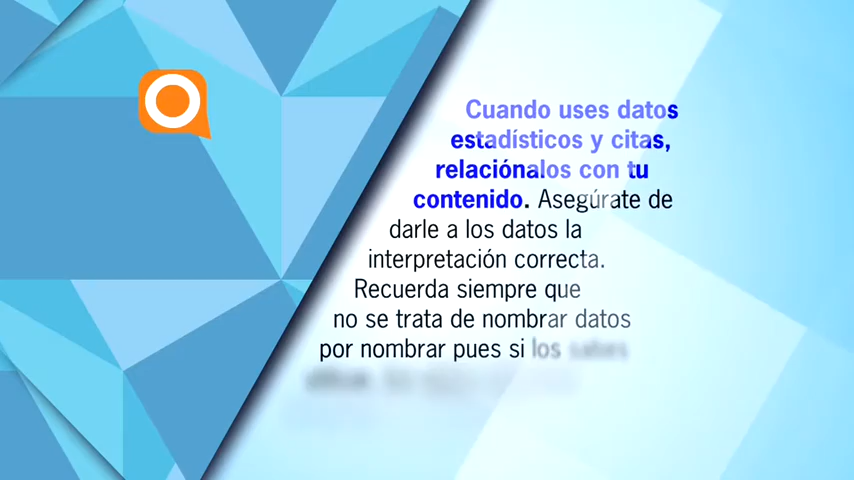 Cuando uses datos
estadísticos y citas,
relaciónalos con tu
contenido. Asegúrate de
darle a los datos la
interpretación correcta.
Recuerda siempre que
no se trata de nombrar datos
por nombrar pues si los sabes